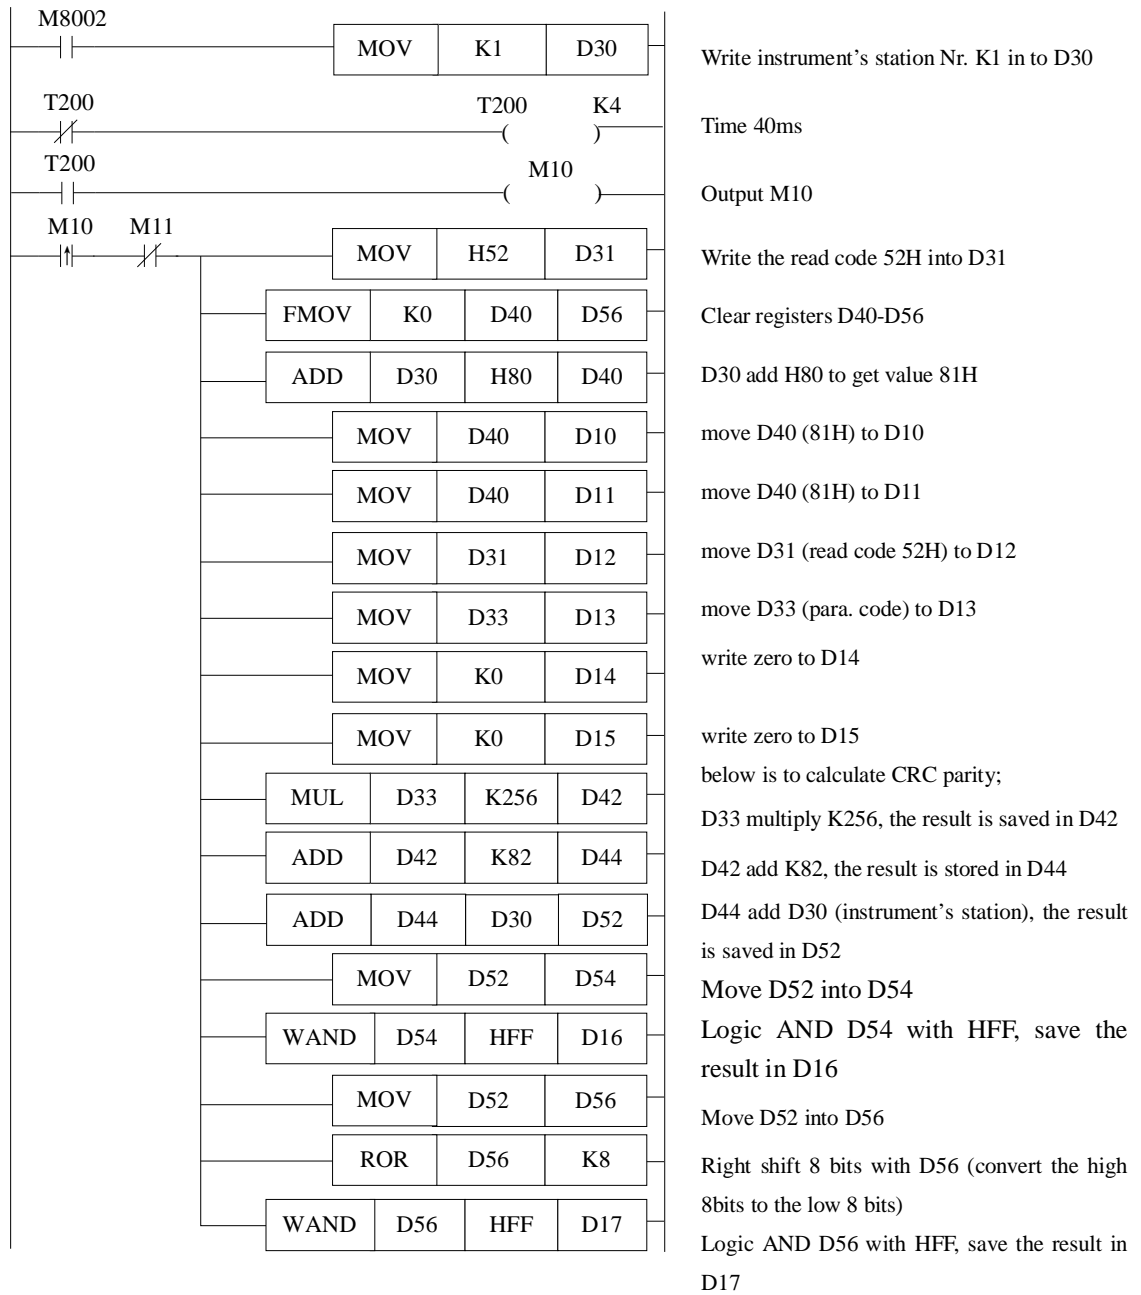 M8002
MOV K1 D30
Write instrument's station Nr. K1 in to D30
T200 T200 K4
( )
Time 40ms
T200 M10
( )
Output M10
M10 M11
MOV H52 D31
Write the read code 52H into D31
FMOV K0 D40 D56
Clear registers D40-D56
ADD D30 H80 D40
D30 add H80 to get value 81H
MOV D40 D10
move D40 (81H) to D10
MOV D40 D11
move D40 (81H) to D11
MOV D31 D12
move D31 (read code 52H) to D12
MOV D33 D13
move D33 (para. code) to D13
MOV K0 D14
write zero to D14
MOV K0 D15
write zero to D15
below is to calculate CRC parity;
MUL D33 K256 D42
D33 multiply K256, the result is saved in D42
ADD D42 K82 D44
D42 add K82, the result is stored in D44
ADD D44 D30 D52
D44 add D30 (instrument's station), the result
is saved in D52
MOV D52 D54
Move D52 into D54
WAND D54 HFF D16
Logic AND D54 with HFF, save the
result in D16
MOV D52 D56
Move D52 into D56
ROR D56 K8
Right shift 8 bits with D56 (convert the high
8bits to the low 8 bits)
WAND D56 HFF D17
Logic AND D56 with HFF, save the result in
D17